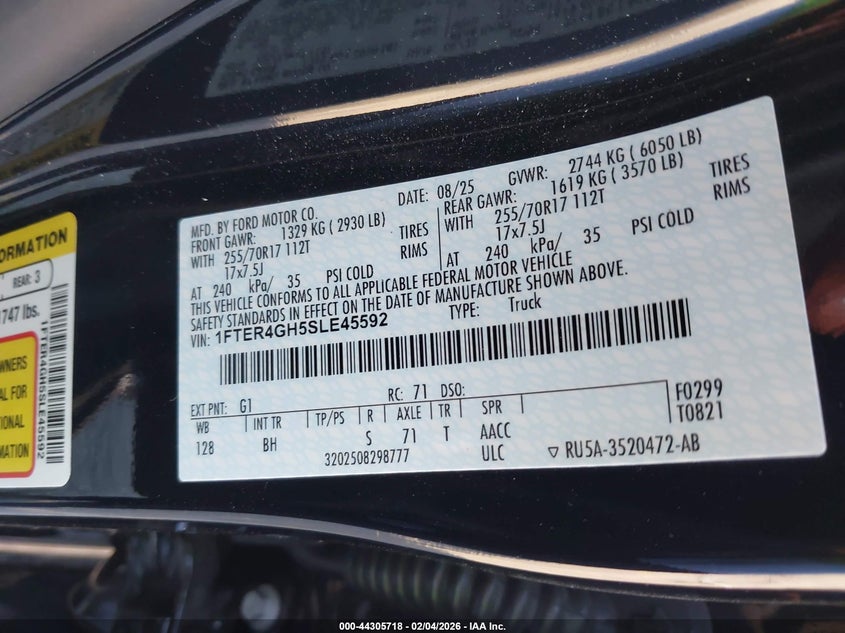 ORMATION
REAR: 3
1747 lbs.
WNERS
AL FOR
IONAL
MATION
1FTER4GH5SLE45592
MFD. BY FORD MOTOR CO. DATE: 08/25 GVWR: 2744 KG ( 6050 LB)
FRONT GAWR: 1329 KG ( 2930 LB) REAR GAWR: 1619 KG ( 3570 LB)
WITH 255/70R17 112T TIRES WITH 255/70R17 112T TIRES
17x7.5J RIMS 17x7.5J RIMS
AT 240 kPa/ 35 PSI COLD AT 240 kPa/ 35 PSI COLD
THIS VEHICLE CONFORMS TO ALL APPLICABLE FEDERAL MOTOR VEHICLE
SAFETY STANDARDS IN EFFECT ON THE DATE OF MANUFACTURE SHOWN ABOVE.
VIN: 1FTER4GH5SLE45592 TYPE: Truck
EXT PNT: G1 RC: 71 DSO: F0299
WB INT TR TP/PS R AXLE TR SPR T0821
128 BH S 71 T AACC
3202508298777 ULC ▽ RU5A-3520472-AB
000-44305718 - 02/04/2026 - IAA Inc.